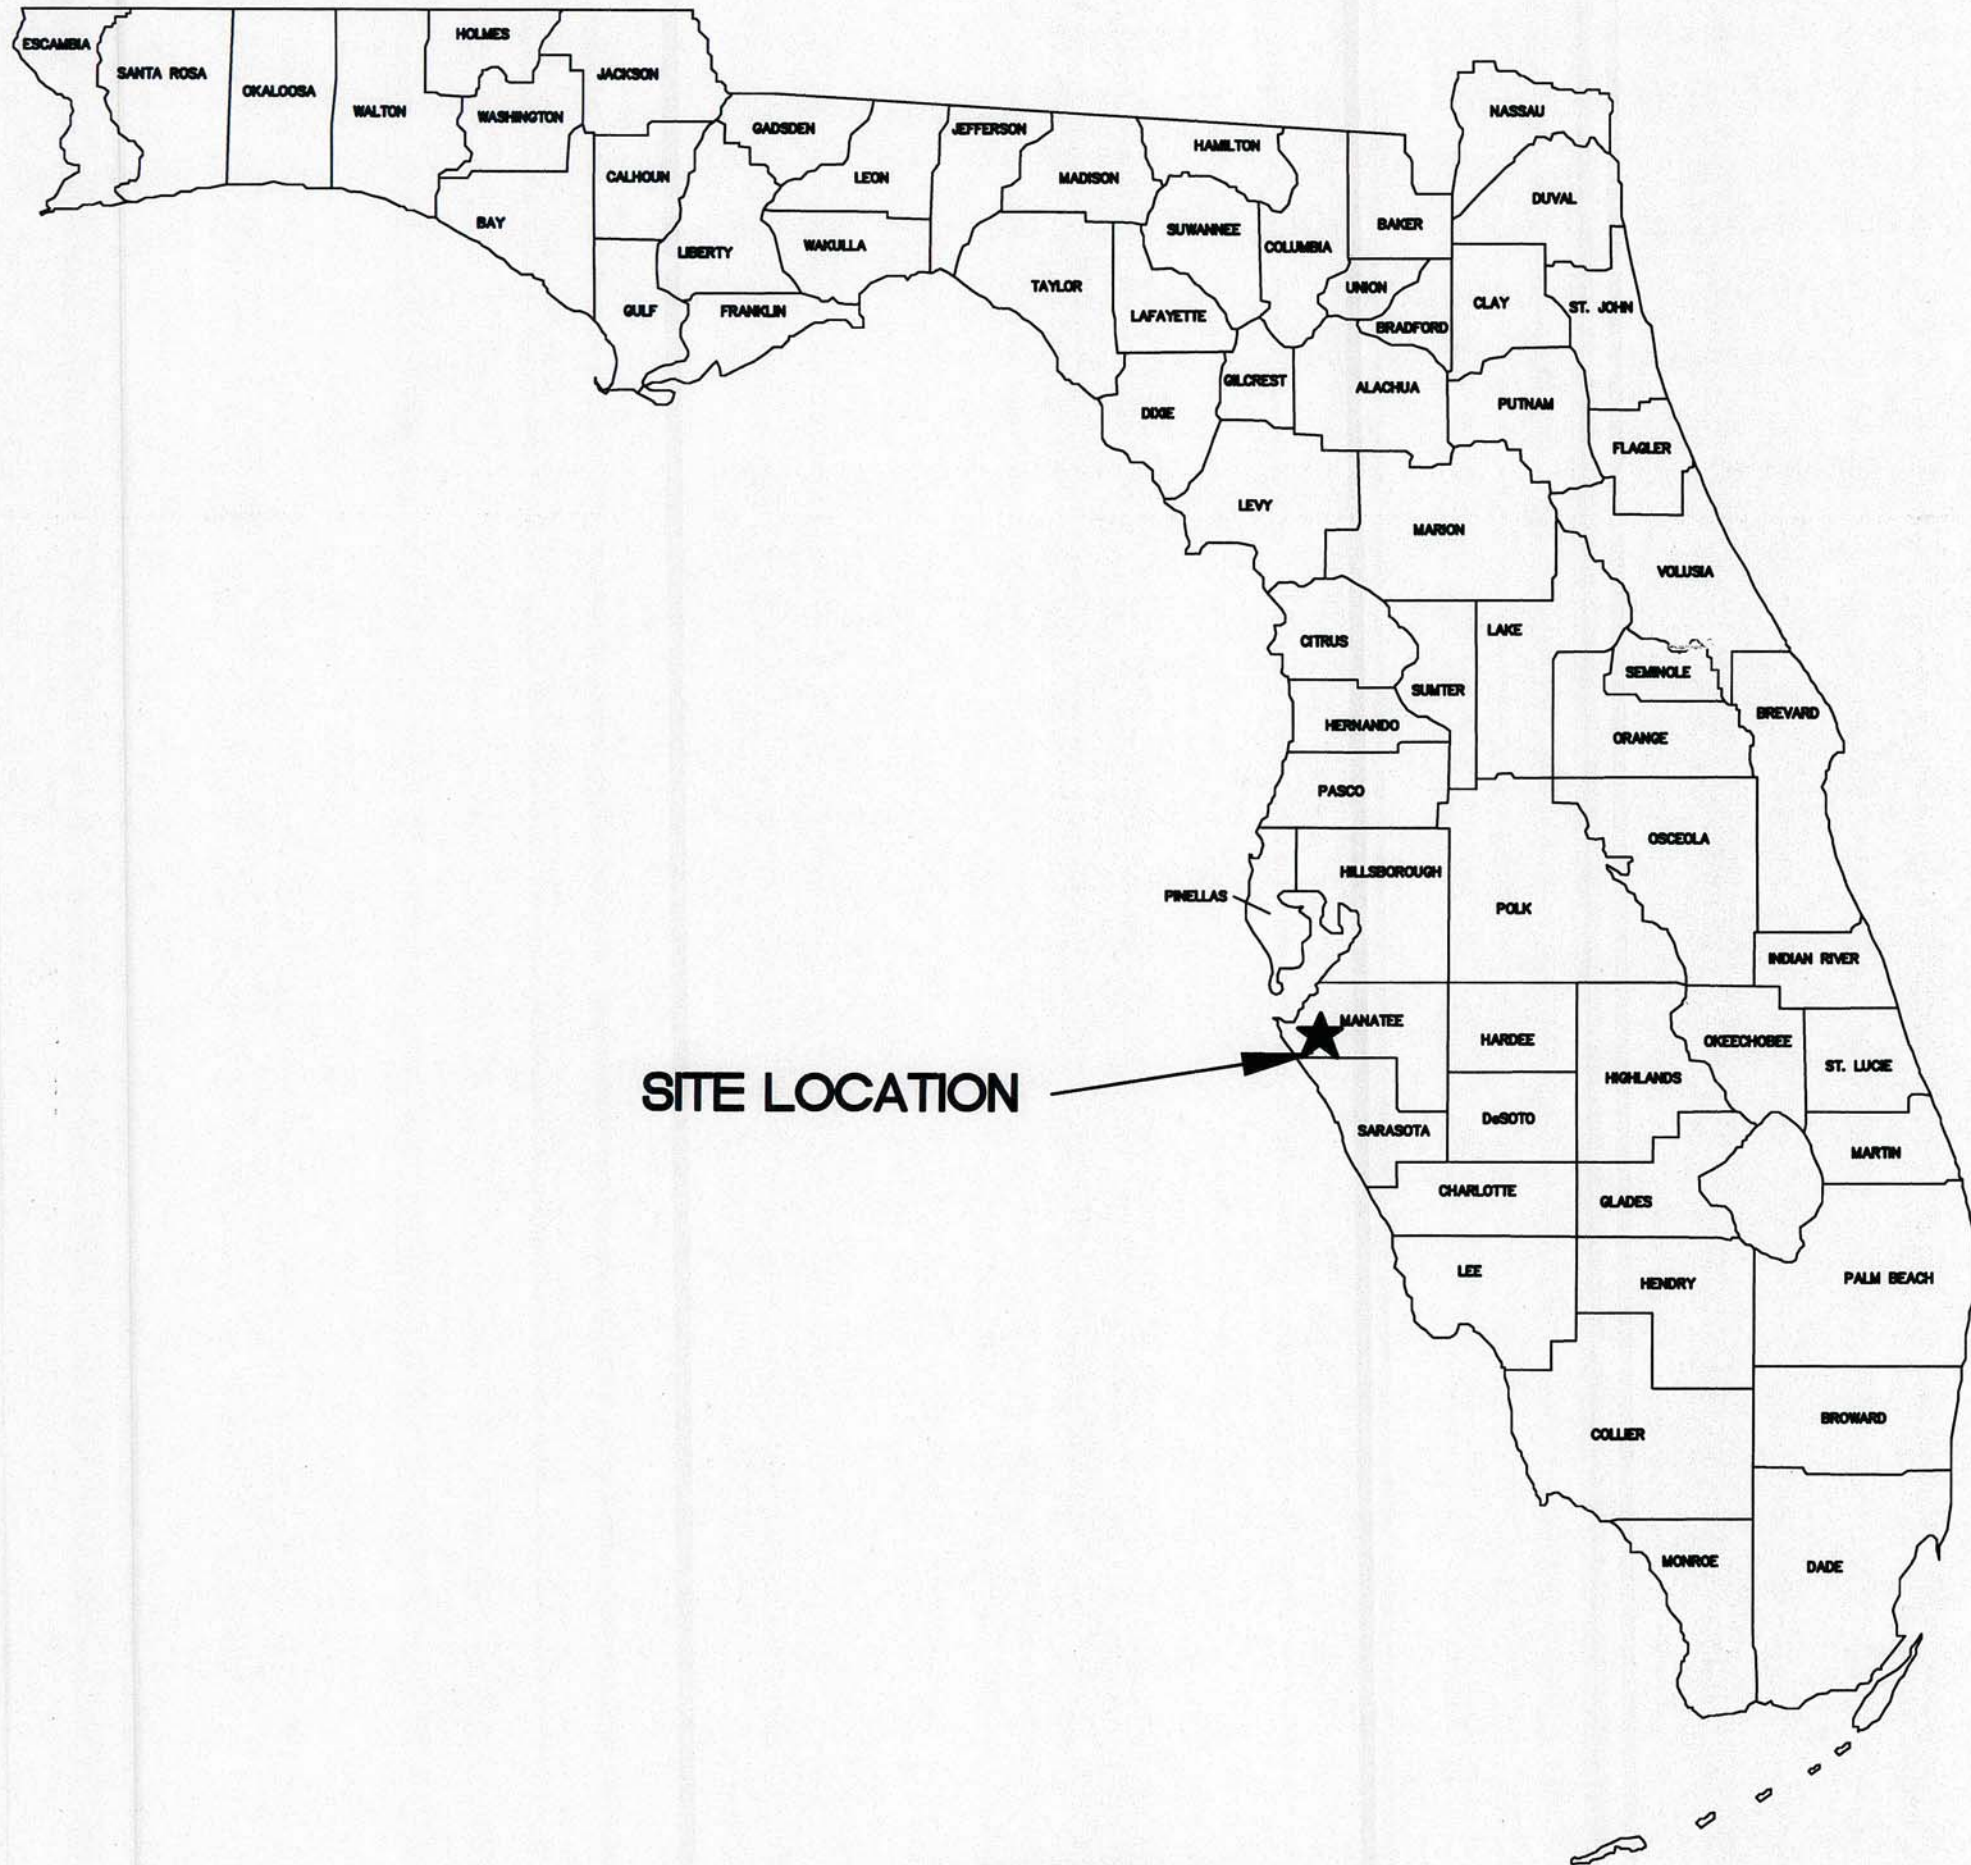 ESCAMBIA
SANTA ROSA
OKALOOSA
WALTON
HOLMES
WASHINGTON
JACKSON
BAY
CALHOUN
GULF
GADSDEN
LIBERTY
FRANKLIN
LEON
WAKULLA
JEFFERSON
MADISON
TAYLOR
HAMILTON
SUWANNEE
LAFAYETTE
COLUMBIA
BAKER
NASSAU
DUVAL
UNION
BRADFORD
CLAY
ST. JOHN
DIXIE
GILCREST
ALACHUA
PUTNAM
FLAGLER
LEVY
MARION
VOLUSIA
CITRUS
SUMTER
LAKE
SEMINOLE
HERNANDO
ORANGE
BREVARD
PASCO
OSCEOLA
PINELLAS
HILLSBOROUGH
POLK
INDIAN RIVER
MANATEE
HARDEE
HIGHLANDS
OKEECHOBEE
ST. LUCIE
SITE LOCATION
SARASOTA
DeSOTO
MARTIN
CHARLOTTE
GLADES
LEE
HENDRY
PALM BEACH
COLLIER
BROWARD
MONROE
DADE